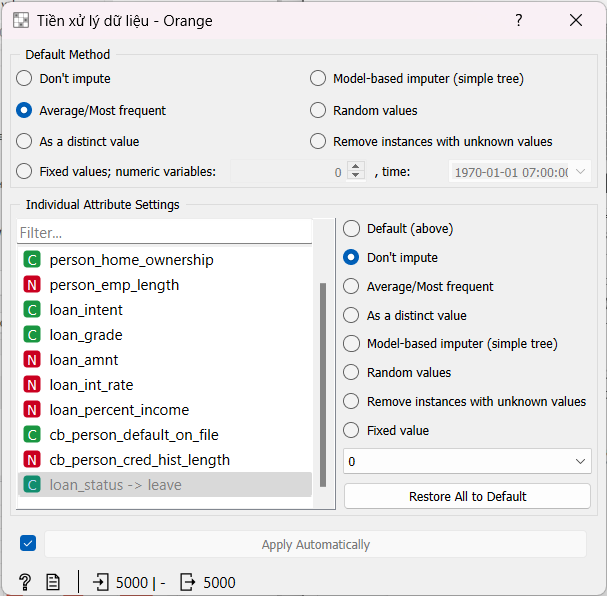 Tiền xử lý dữ liệu - Orange ?
Default Method
Don't impute Model-based imputer (simple tree)
Average/Most frequent Random values
As a distinct value Remove instances with unknown values
Fixed values; numeric variables: 0 , time: 1970-01-01 07:00:00
Individual Attribute Settings
Filter...
C person_home_ownership
N person_emp_length
C loan_intent
C loan_grade
N loan_amnt
N loan_int_rate
N loan_percent_income
C cb_person_default_on_file
N cb_person_cred_hist_length
C loan_status -> leave
Default (above)
Don't impute
Average/Most frequent
As a distinct value
Model-based imputer (simple tree)
Random values
Remove instances with unknown values
Fixed value
0
Restore All to Default
Apply Automatically
? 5000 | - 5000